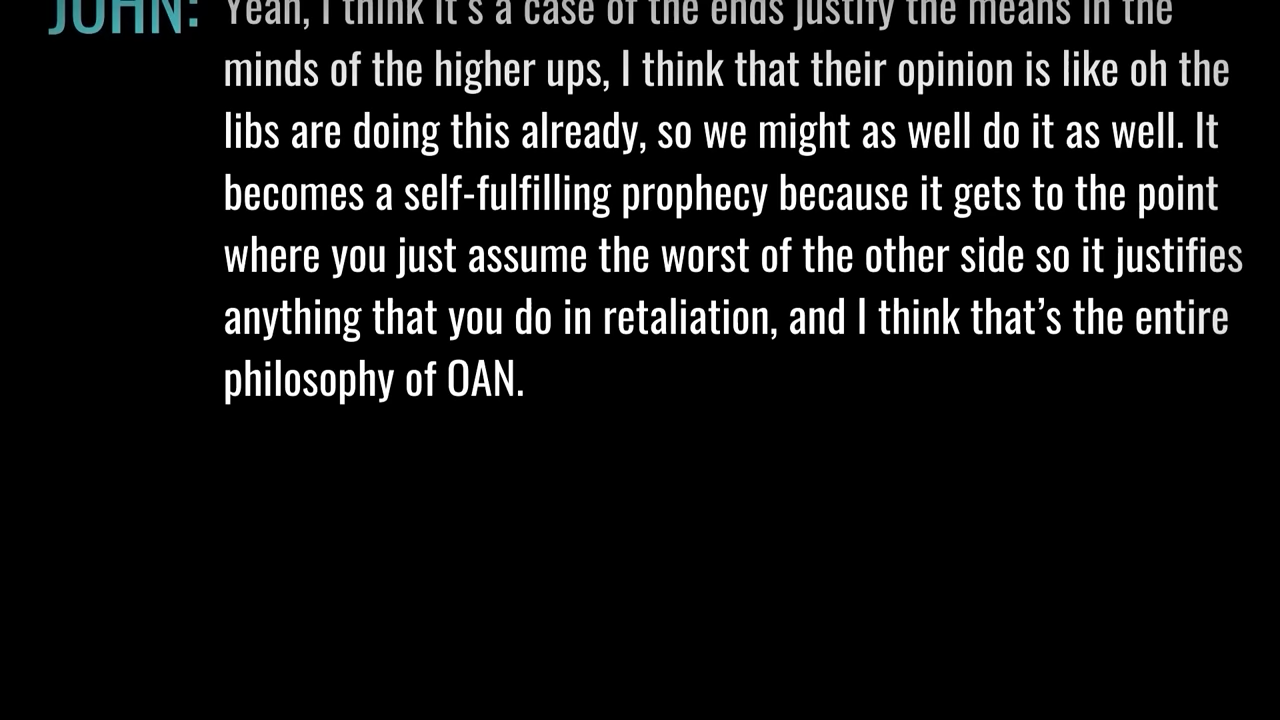 JOHN: Yeah, I think it's a case of the ends justify the means in the
minds of the higher ups, I think that their opinion is like oh the
libs are doing this already, so we might as well do it as well. It
becomes a self-fulfilling prophecy because it gets to the point
where you just assume the worst of the other side so it justifies
anything that you do in retaliation, and I think that’s the entire
philosophy of OAN.